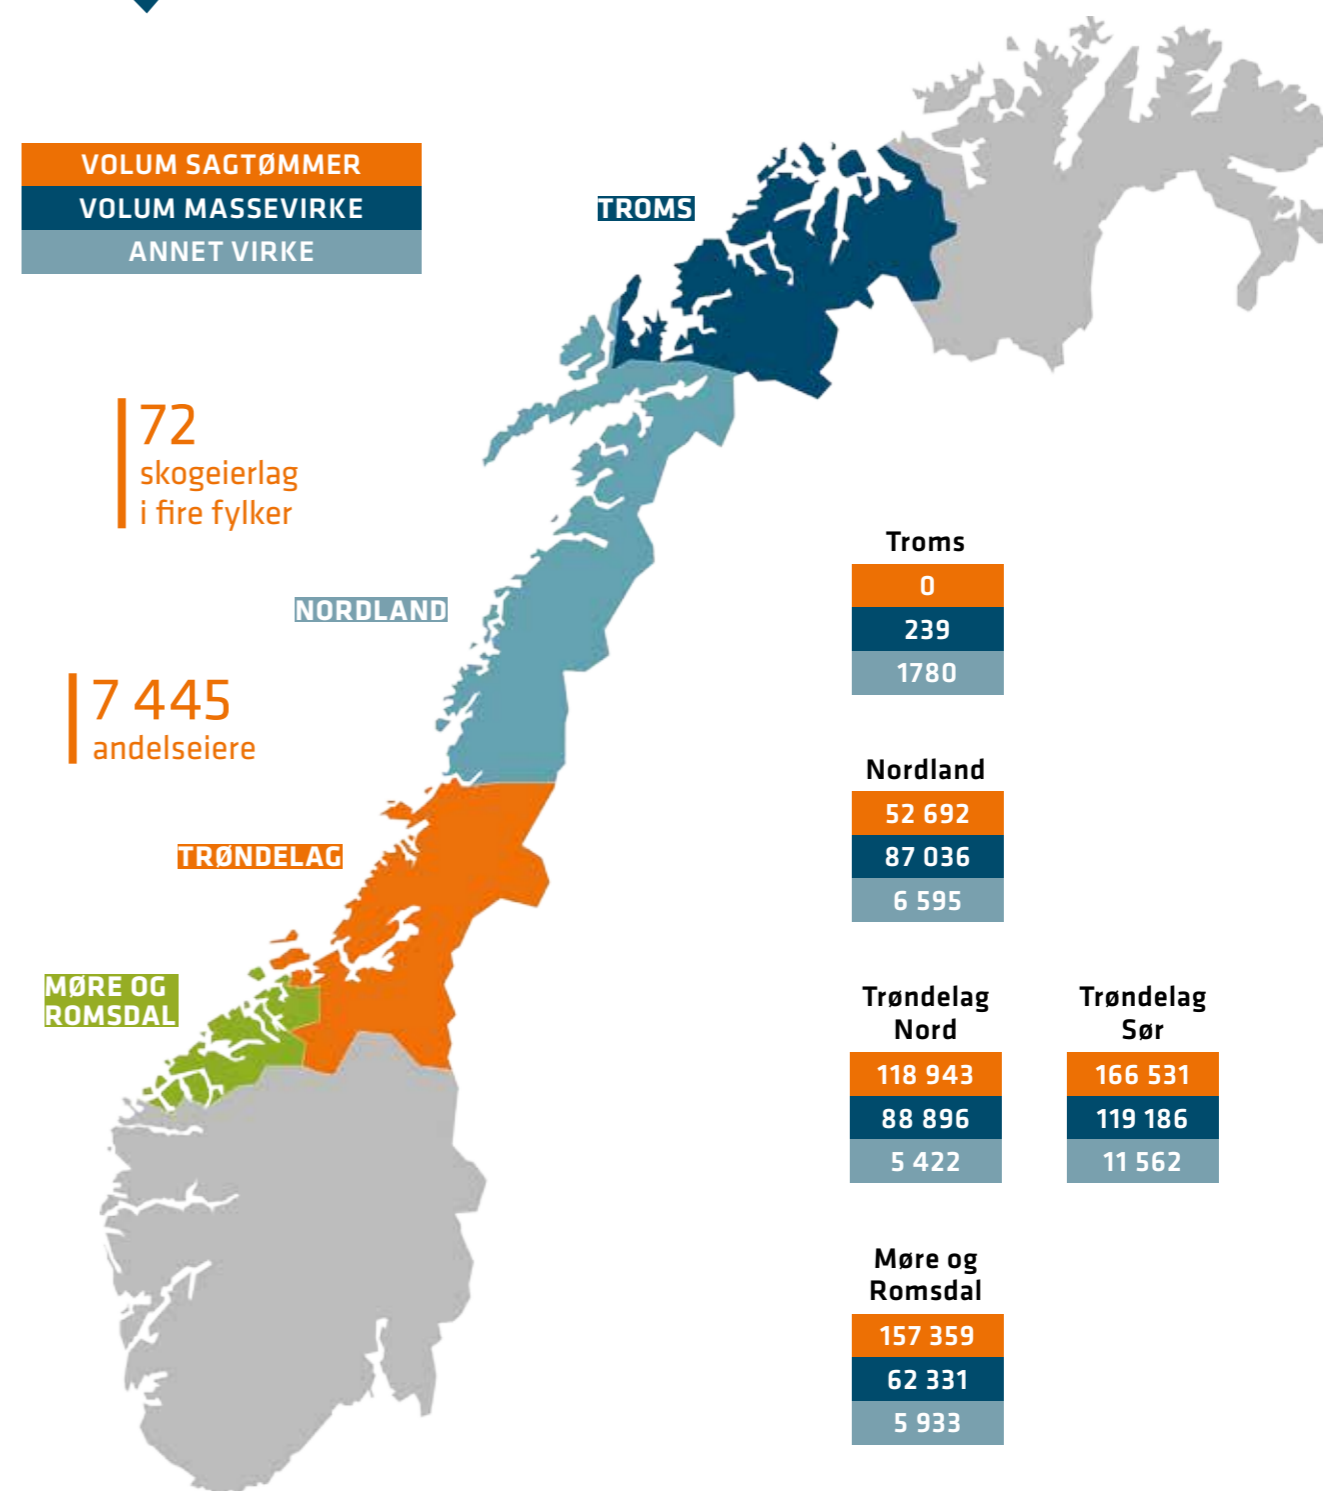 VOLUM SAGTØMMER
VOLUM MASSEVIRKE
ANNET VIRKE
TROMS
72
skogeierlag
i fire fylker
NORDLAND
7 445
andelseiere
TRØNDELAG
MØRE OG
ROMSDAL
Troms
0
239
1780
Nordland
52 692
87 036
6 595
Trøndelag
Nord
118 943
88 896
5 422
Trøndelag
Sør
166 531
119 186
11 562
Møre og
Romsdal
157 359
62 331
5 933